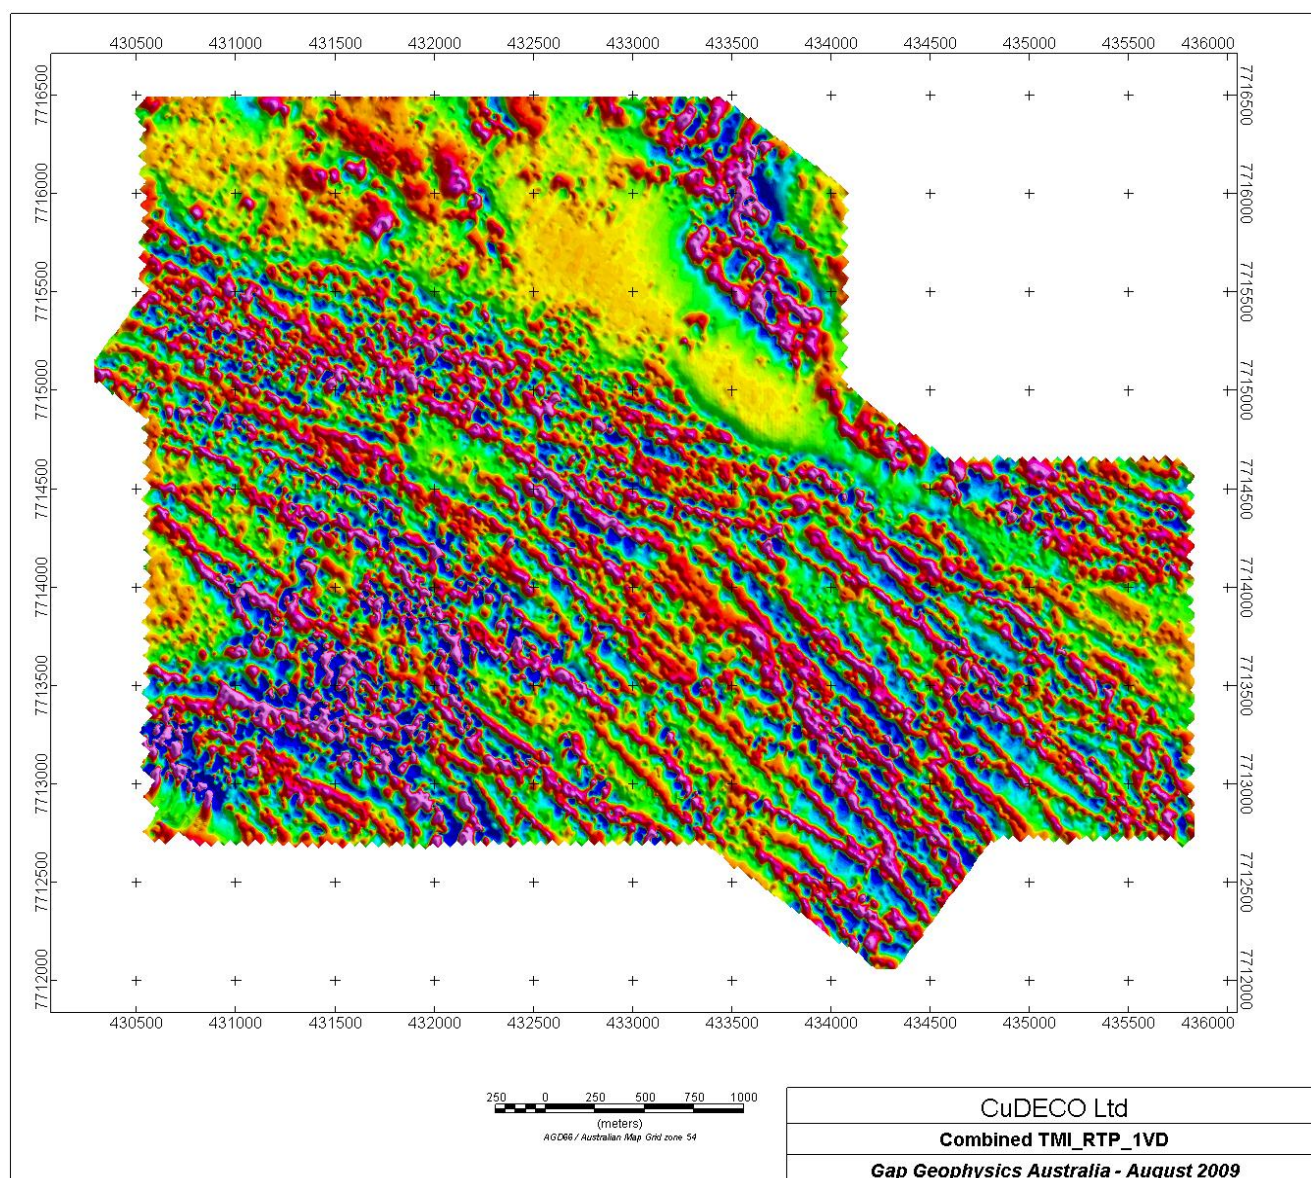 430500 431000 431500 432000 432500 433000 433500 434000 434500 435000 435500 436000
7716500 7716500
7716000 7716000
7715500 7715500
7715000 7715000
7714500 7714500
7714000 7714000
7713500 7713500
7713000 7713000
7712500 7712500
7712000 7712000
430500 431000 431500 432000 432500 433000 433500 434000 434500 435000 435500 436000
250 0 250 500 750 1000
(meters)
AGD66 / Australian Map Grid zone 54
CuDECO Ltd
Combined TMI_RTP_1VD
Gap Geophysics Australia - August 2009